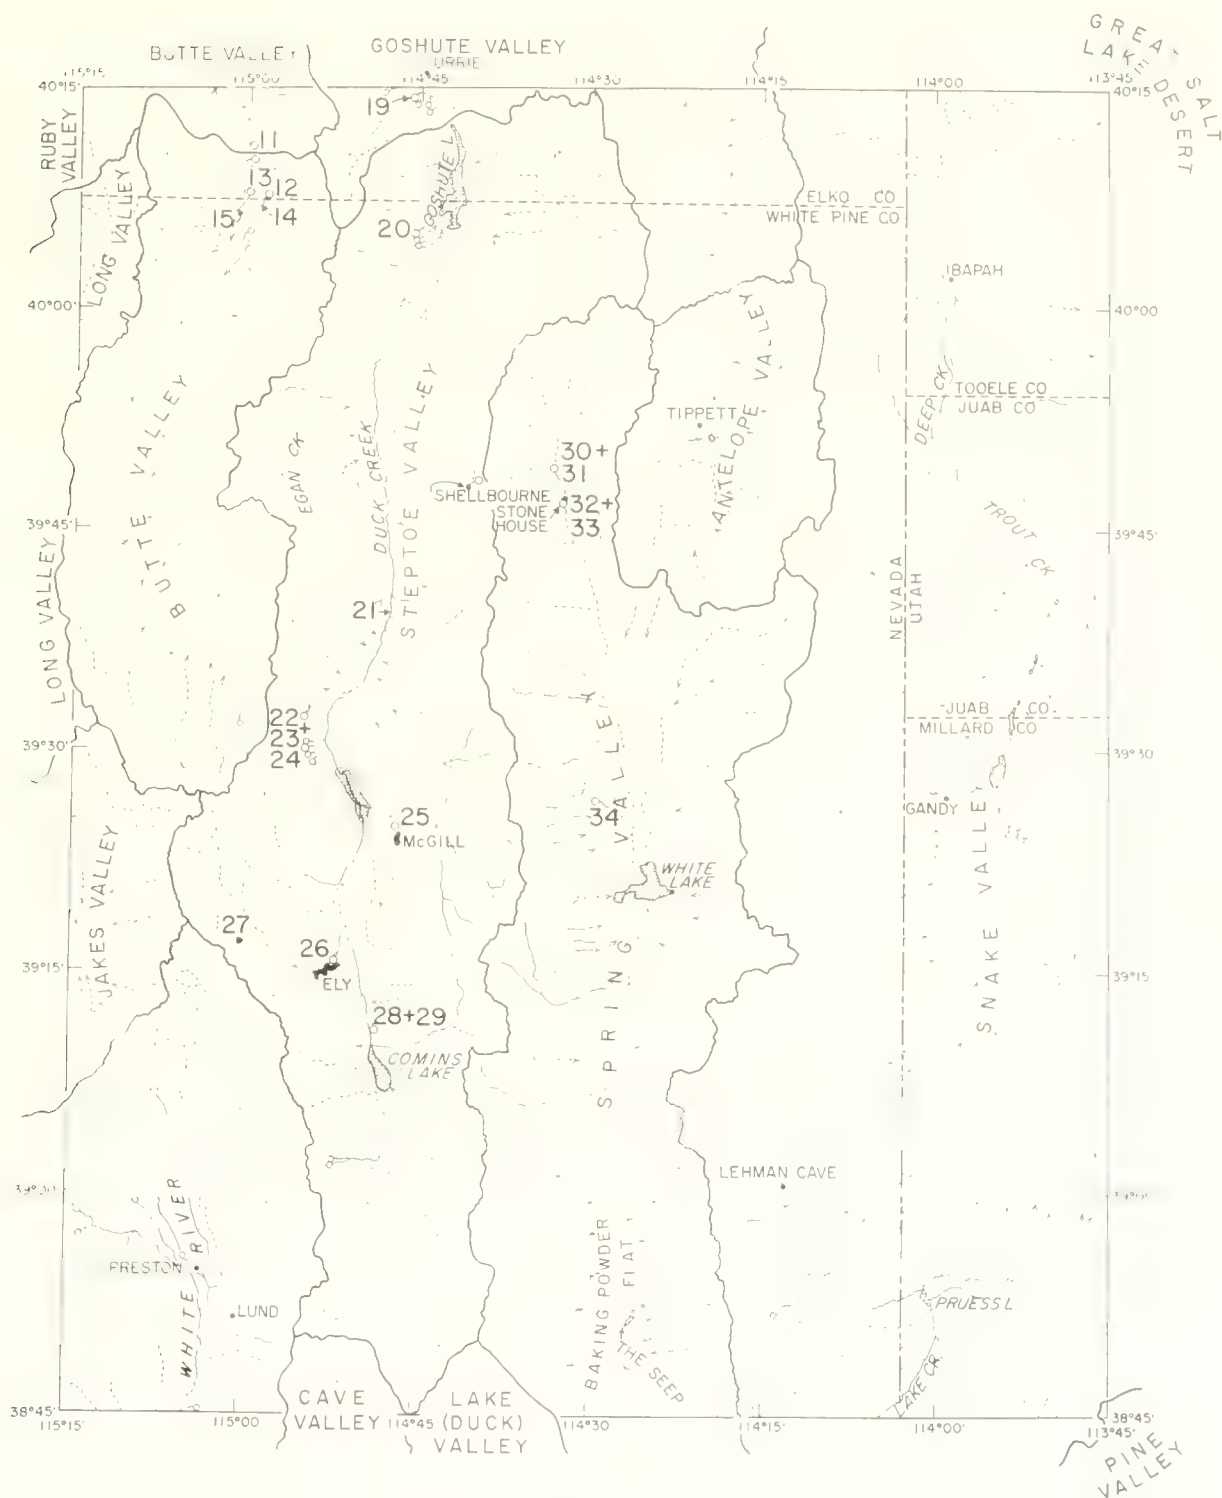 GREAT SALT
LAKE DESERT
BUTTE VALLEY
GOSHUTE VALLEY
115°15'
115°00'
114°45'
114°30'
114°15'
114°00'
113°45'
40°15'
40°15'
RUBY
VALLEY
19
11
13
12
15
14
LONG VALLEY
GOSHUTE L
20
ELKO CO
WHITE PINE CO
IBAPAH
40°00'
40°00'
BUTTE VALLEY
EGAN CK
DUCK CREEK
STEPTOE VALLEY
TIPPETT
ANTELOPE VALLEY
DEEP CK
TOOELE CO
JUAB CO
30+
31
SHELLBOURNE
STONE
HOUSE
32+
33
39°45'
39°45'
TROUT CK
LONG VALLEY
21
NEVADA
UTAH
22
23+
24
39°30'
JUAB CO.
MILLARD CO
39°30'
25
McGILL
34
GANDY
JAKES VALLEY
WHITE
LAKE
SNAKE VALLEY
27
26
ELY
39°15'
39°15'
28+29
COMINS
LAKE
SPRING VALLEY
LEHMAN CAVE
WHITE RIVER
PRESTON
LUND
BAKING POWDER
FLAT
THE SEEP
PRUESS L
LAKE CR.
38°45'
115°15'
115°00'
CAVE
VALLEY
114°45'
LAKE
(DUCK)
VALLEY
114°30'
114°15'
114°00'
38°45'
113°45'
PINE
VALLEY